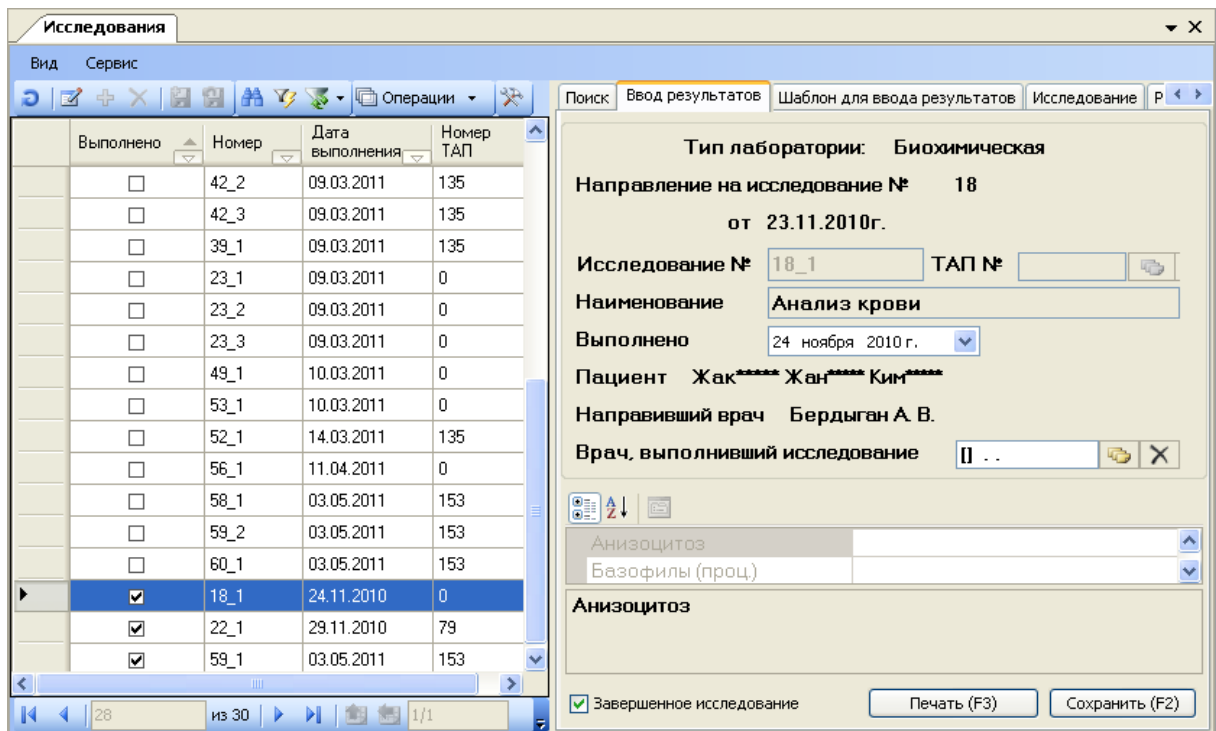 Исследования
Вид Сервис
Операции
Выполнено Номер Дата выполнения Номер ТАП
42_2 09.03.2011 135
42_3 09.03.2011 135
39_1 09.03.2011 135
23_1 09.03.2011 0
23_2 09.03.2011 0
23_3 09.03.2011 0
49_1 10.03.2011 0
53_1 10.03.2011 0
52_1 14.03.2011 135
56_1 11.04.2011 0
58_1 03.05.2011 153
59_2 03.05.2011 153
60_1 03.05.2011 153
18_1 24.11.2010 0
22_1 29.11.2010 79
59_1 03.05.2011 153
28 из 30 1/1
Поиск Ввод результатов Шаблон для ввода результатов Исследование Р
Тип лаборатории: Биохимическая
Направление на исследование № 18
от 23.11.2010г.
Исследование № 18_1 ТАП №
Наименование Анализ крови
Выполнено 24 ноября 2010 г.
Пациент Жак***** Жан***** Ким*****
Направивший врач Бердыган А. В.
Врач, выполнивший исследование [] . .
Анизоцитоз
Базофилы (проц.)
Анизоцитоз
Завершенное исследование Печать (F3) Сохранить (F2)